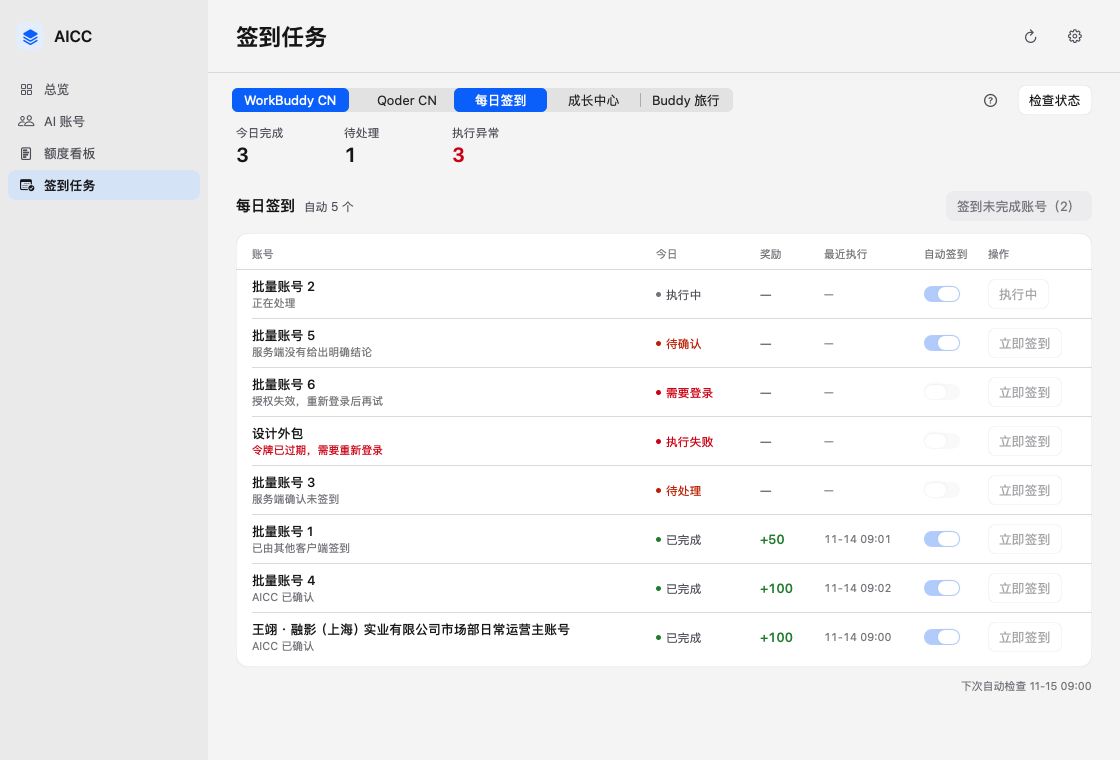 AICC
签到任务
总览
AI 账号
额度看板
签到任务
WorkBuddy CN
Qoder CN
每日签到
成长中心
Buddy 旅行
检查状态
今日完成
待处理
执行异常
3
1
3
每日签到 自动 5 个
签到未完成账号（2）
账号 今日 奖励 最近执行 自动签到 操作
批量账号 2
正在处理
执行中 — — 执行中
批量账号 5
服务端没有给出明确结论
待确认 — — 立即签到
批量账号 6
授权失效，重新登录后再试
需要登录 — — 立即签到
设计外包
令牌已过期，需要重新登录
执行失败 — — 立即签到
批量账号 3
服务端确认未签到
待处理 — — 立即签到
批量账号 1
已由其他客户端签到
已完成 +50 11-14 09:01 立即签到
批量账号 4
AICC 已确认
已完成 +100 11-14 09:02 立即签到
王翊 · 融影（上海）实业有限公司市场部日常运营主账号
AICC 已确认
已完成 +100 11-14 09:00 立即签到
下次自动检查 11-15 09:00